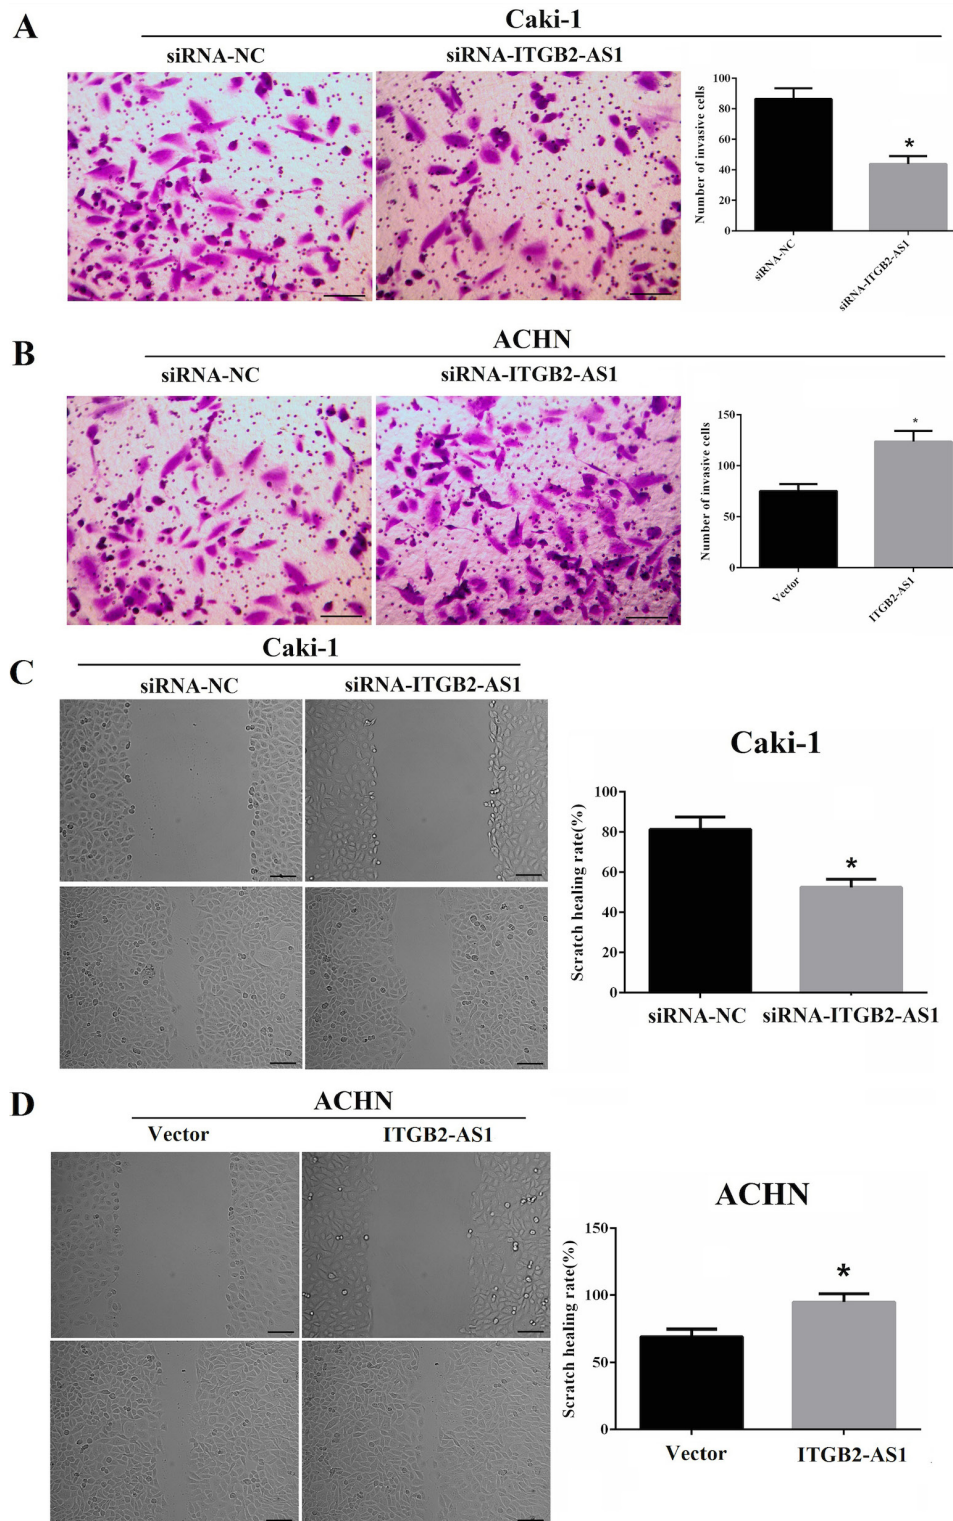 A
Caki-1
siRNA-NC
siRNA-ITGB2-AS1
Number of invasive cells
100
80
60
40
20
0
*
siRNA-NC
siRNA-ITGB2-AS1
B
ACHN
siRNA-NC
siRNA-ITGB2-AS1
Number of invasive cells
150
100
50
0
*
Vector
ITGB2-AS1
C
Caki-1
siRNA-NC
siRNA-ITGB2-AS1
Caki-1
Scratch healing rate(%)
100
80
60
40
20
0
*
siRNA-NC
siRNA-ITGB2-AS1
D
ACHN
Vector
ITGB2-AS1
ACHN
Scratch healing rate(%)
150
100
50
0
*
Vector
ITGB2-AS1